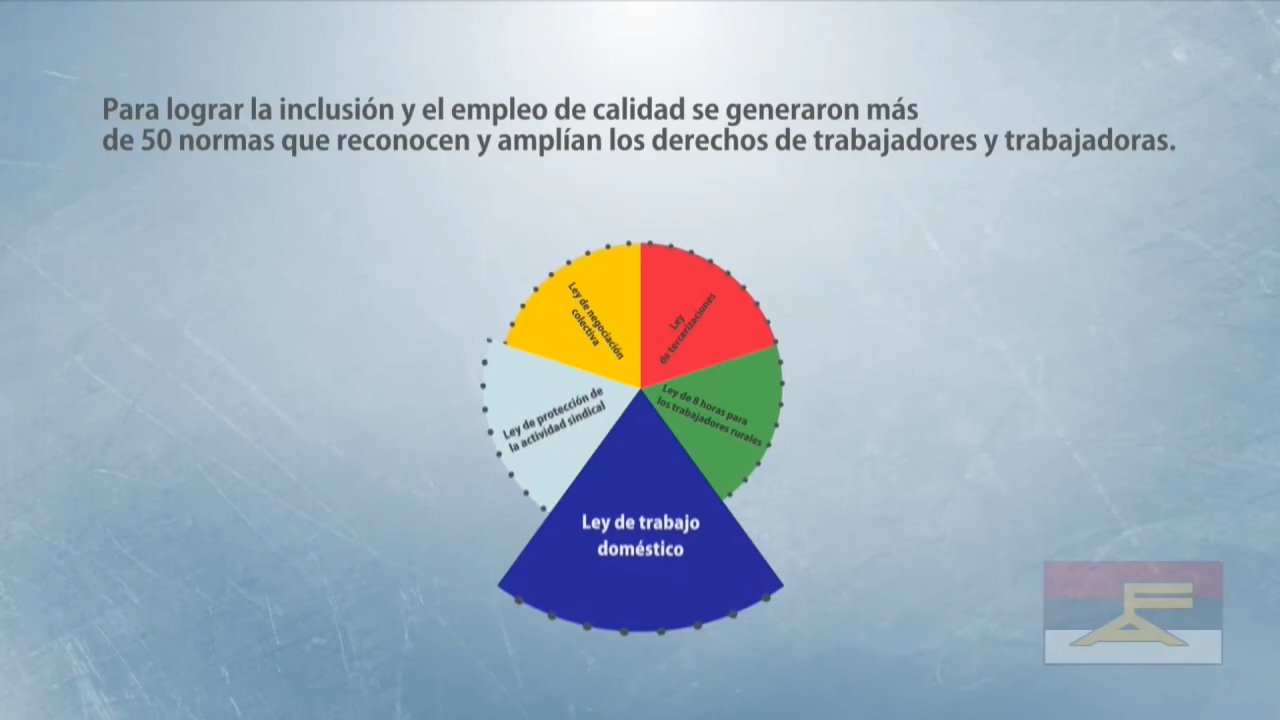 Para lograr la inclusión y el empleo de calidad se generaron más
de 50 normas que reconocen y amplían los derechos de trabajadores y trabajadoras.
Ley de negociación
colectiva
Ley
de tercerizaciones
Ley de protección de
la actividad sindical
Ley de 8 horas para
los trabajadores rurales
Ley de trabajo
doméstico
FA